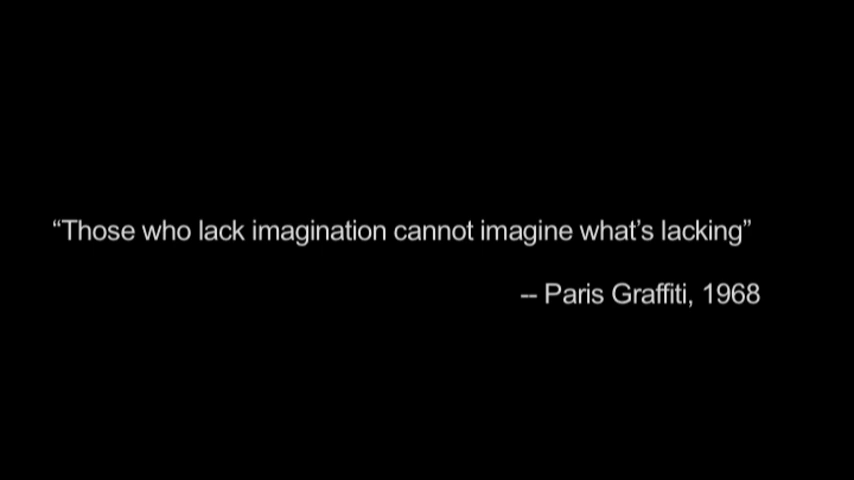 “Those who lack imagination cannot imagine what’s lacking”
-- Paris Graffiti, 1968